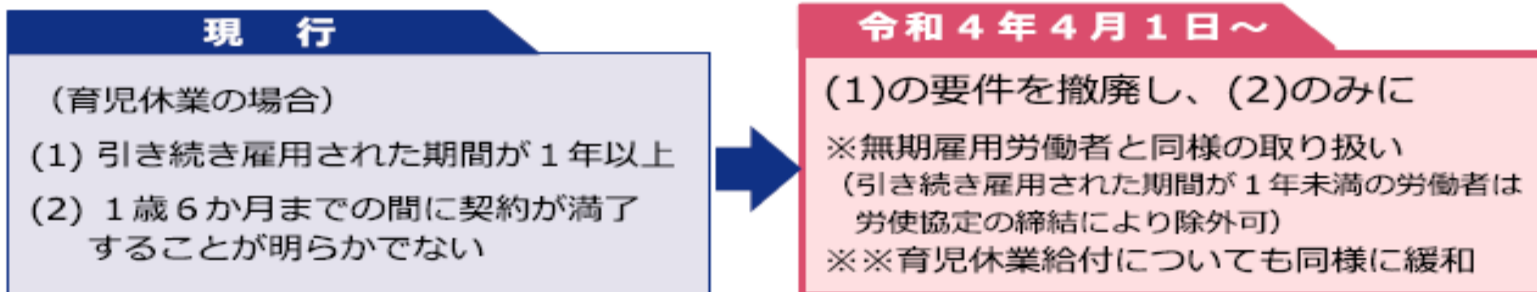 現 行
(育児休業の場合)
(1) 引き続き雇用された期間が１年以上
(2) １歳６か月までの間に契約が満了
することが明らかでない
令和４年４月１日～
(1)の要件を撤廃し、(2)のみに
※無期雇用労働者と同様の取り扱い
(引き続き雇用された期間が１年未満の労働者は
労使協定の締結により除外可)
※※育児休業給付についても同様に緩和